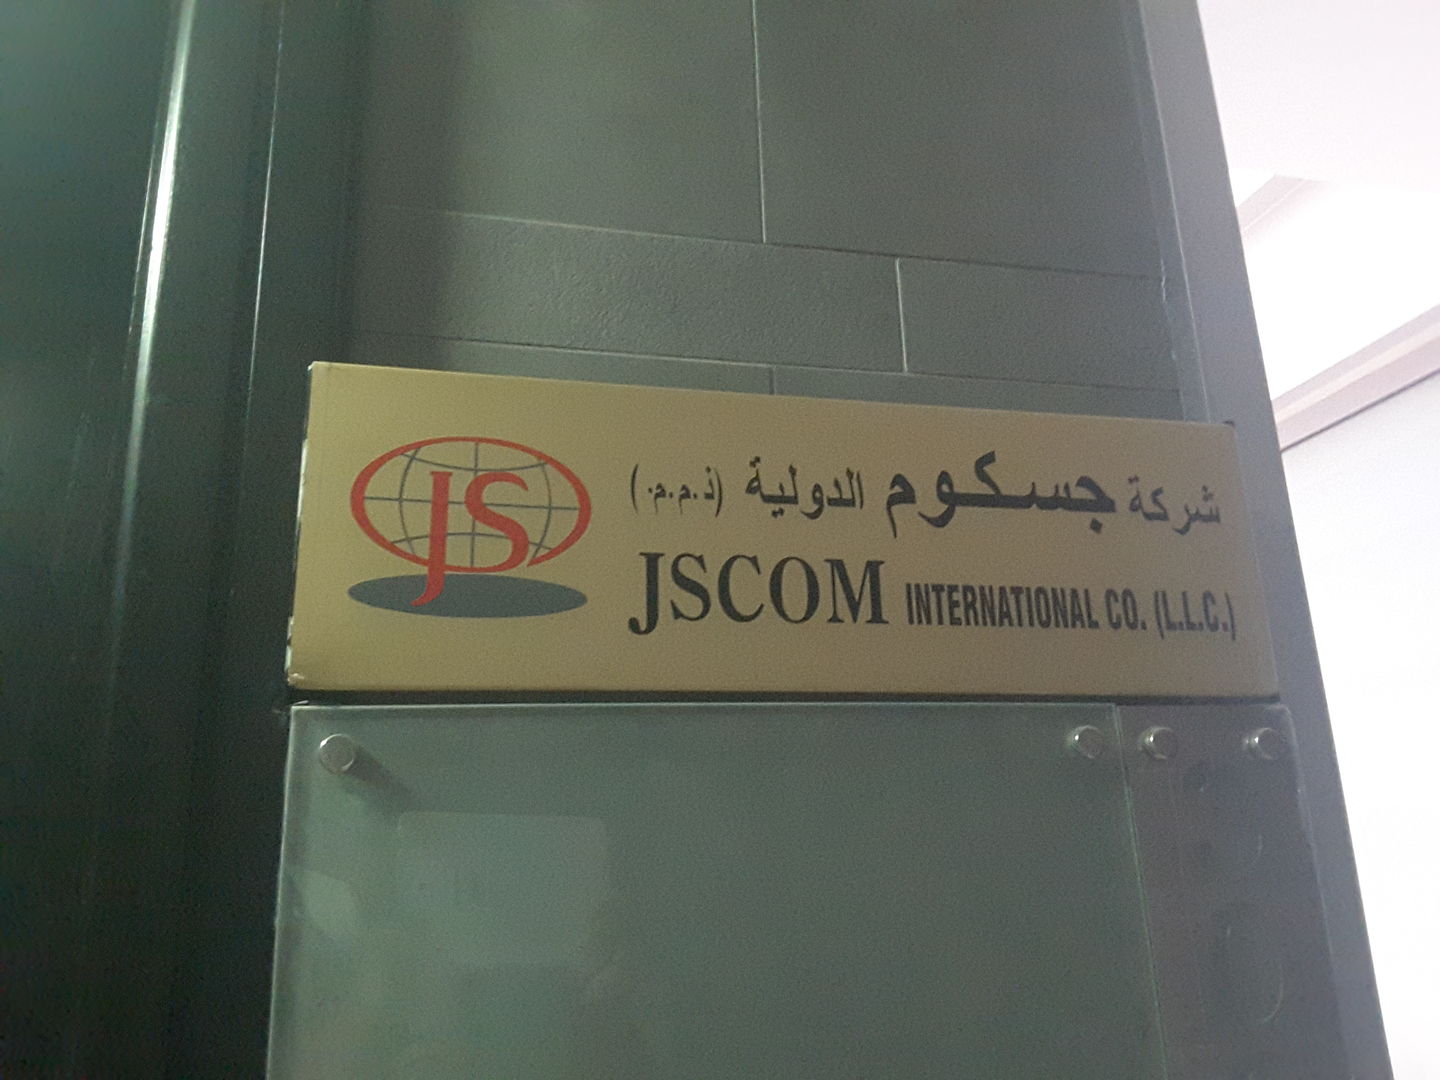 JS
شركة جسكوم الدولية (ذ.م.م.)
JSCOM INTERNATIONAL CO. (L.L.C.)